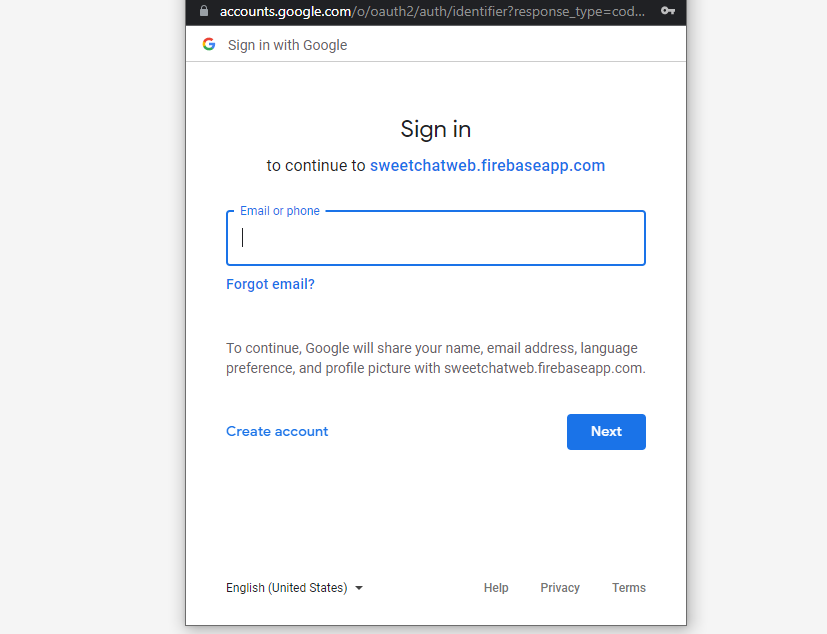 accounts.google.com/o/oauth2/auth/identifier?response_type=cod...
Sign in with Google
Sign in
to continue to sweetchatweb.firebaseapp.com
Email or phone
Forgot email?
To continue, Google will share your name, email address, language
preference, and profile picture with sweetchatweb.firebaseapp.com.
Create account
Next
English (United States)
Help
Privacy
Terms